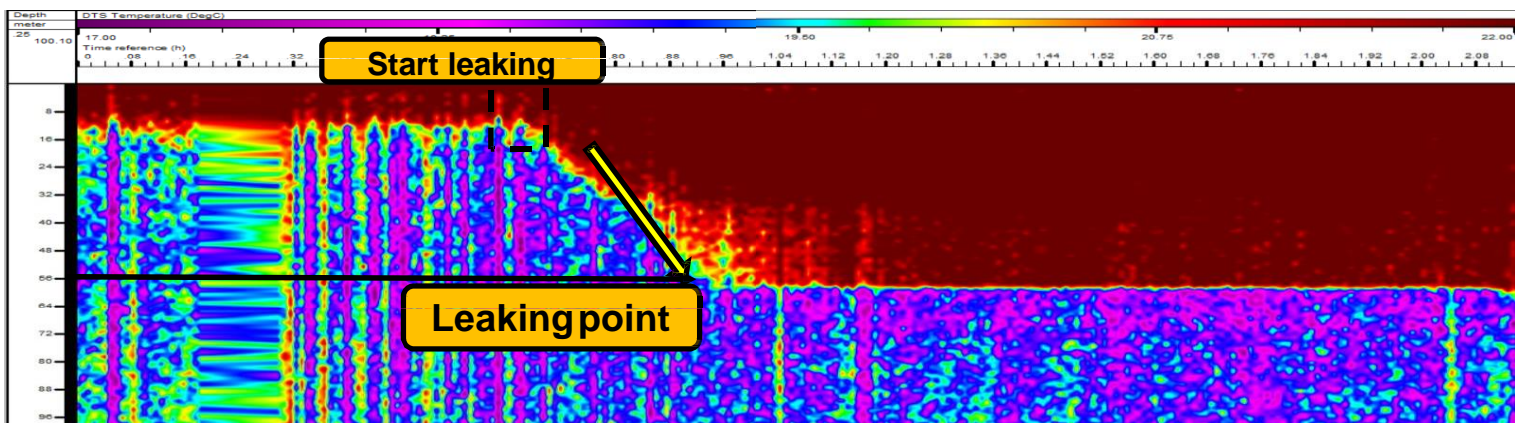 Depth DTS Temperature (DegC)
meter
.25 100.10 17.00 19.50 20.75 22.00
Time reference (h)
0 .08 .16 .24 .32 .80 .88 .96 1.04 1.12 1.20 1.28 1.36 1.44 1.52 1.60 1.68 1.76 1.84 1.92 2.00 2.08
Start leaking
8
16
24
32
40
48
56
Leaking point
64
72
80
88
96